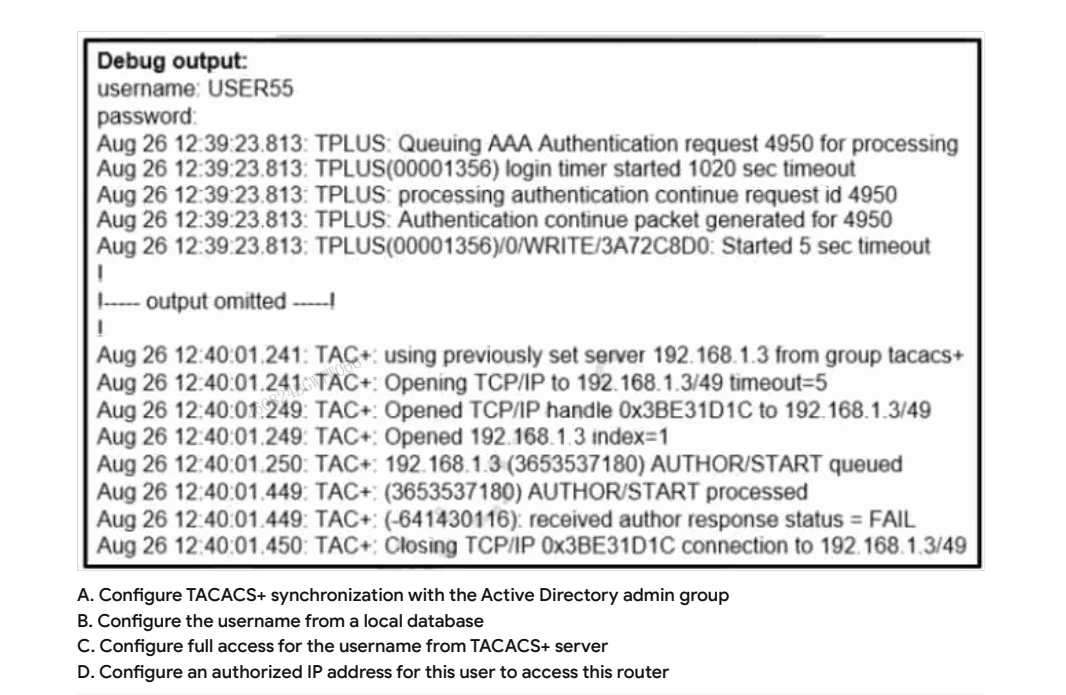 Debug output:
username: USER55
password:
Aug 26 12:39:23.813: TPLUS: Queuing AAA Authentication request 4950 for processing
Aug 26 12:39:23.813: TPLUS(00001356) login timer started 1020 sec timeout
Aug 26 12:39:23.813: TPLUS: processing authentication continue request id 4950
Aug 26 12:39:23.813: TPLUS: Authentication continue packet generated for 4950
Aug 26 12:39:23.813: TPLUS(00001356)/0/WRITE/3A72C8D0: Started 5 sec timeout
!
!----- output omitted -----!
!
Aug 26 12:40:01.241: TAC+: using previously set server 192.168.1.3 from group tacacs+
Aug 26 12:40:01.241: TAC+: Opening TCP/IP to 192.168.1.3/49 timeout=5
Aug 26 12:40:01.249: TAC+: Opened TCP/IP handle 0x3BE31D1C to 192.168.1.3/49
Aug 26 12:40:01.249: TAC+: Opened 192.168.1.3 index=1
Aug 26 12:40:01.250: TAC+: 192.168.1.3 (3653537180) AUTHOR/START queued
Aug 26 12:40:01.449: TAC+: (3653537180) AUTHOR/START processed
Aug 26 12:40:01.449: TAC+: (-641430116): received author response status = FAIL
Aug 26 12:40:01.450: TAC+: Closing TCP/IP 0x3BE31D1C connection to 192.168.1.3/49
A. Configure TACACS+ synchronization with the Active Directory admin group
B. Configure the username from a local database
C. Configure full access for the username from TACACS+ server
D. Configure an authorized IP address for this user to access this router